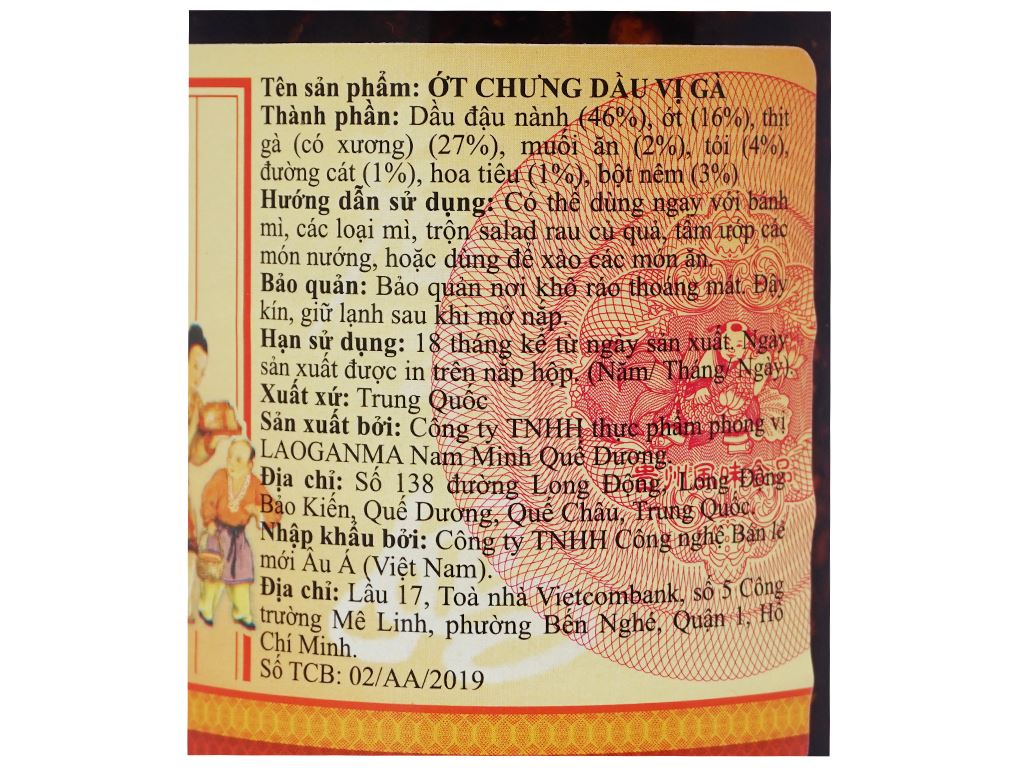 Tên sản phẩm: ỚT CHƯNG DẦU VỊ GÀ
Thành phần: Dầu đậu nành (46%), ớt (16%), thịt
gà (có xương) (27%), muối ăn (2%), tỏi (4%),
đường cát (1%), hoa tiêu (1%), bột nêm (3%)
Hướng dẫn sử dụng: Có thể dùng ngay với bánh
mì, các loại mì, trộn salad rau củ quả, tẩm ướp các
món nướng, hoặc dùng để xào các món ăn.
Bảo quản: Bảo quản nơi khô ráo thoáng mát. Đậy
kín, giữ lạnh sau khi mở nắp.
Hạn sử dụng: 18 tháng kể từ ngày sản xuất. Ngày
sản xuất được in trên nắp hộp. (Năm/ Tháng/ Ngày).
Xuất xứ: Trung Quốc
Sản xuất bởi: Công ty TNHH thực phẩm phong vị
LAOGANMA Nam Minh Quế Dương.
貴州風味食品
Địa chỉ: Số 138 đường Long Động, Long Đông
Bảo Kiến, Quế Dương, Quế Châu, Trung Quốc.
Nhập khẩu bởi: Công ty TNHH Công nghệ Bán lẻ
mới Âu Á (Việt Nam).
Địa chỉ: Lầu 17, Toà nhà Vietcombank, số 5 Công
trường Mê Linh, phường Bến Nghé, Quận 1, Hồ
Chí Minh.
Số TCB: 02/AA/2019